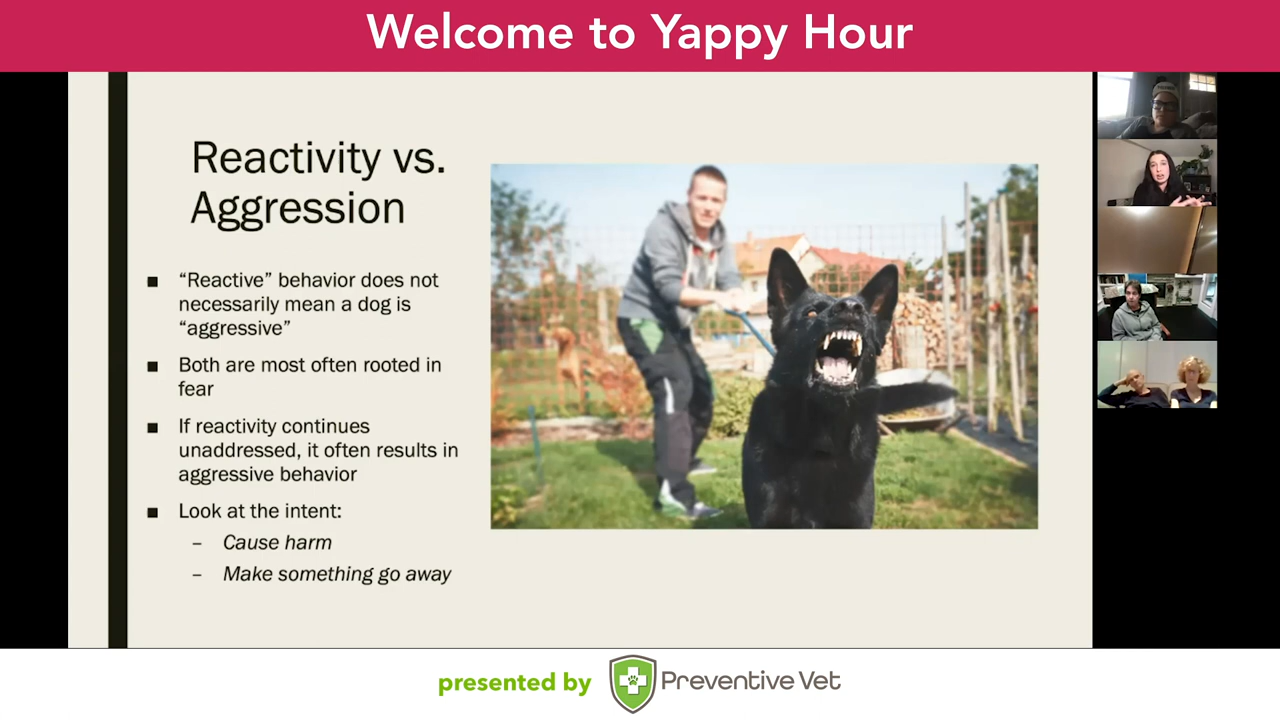 Welcome to Yappy Hour
Reactivity vs.
Aggression
■ “Reactive” behavior does not
necessarily mean a dog is
“aggressive”
■ Both are most often rooted in
fear
■ If reactivity continues
unaddressed, it often results in
aggressive behavior
■ Look at the intent:
– Cause harm
– Make something go away
presented by Preventive Vet